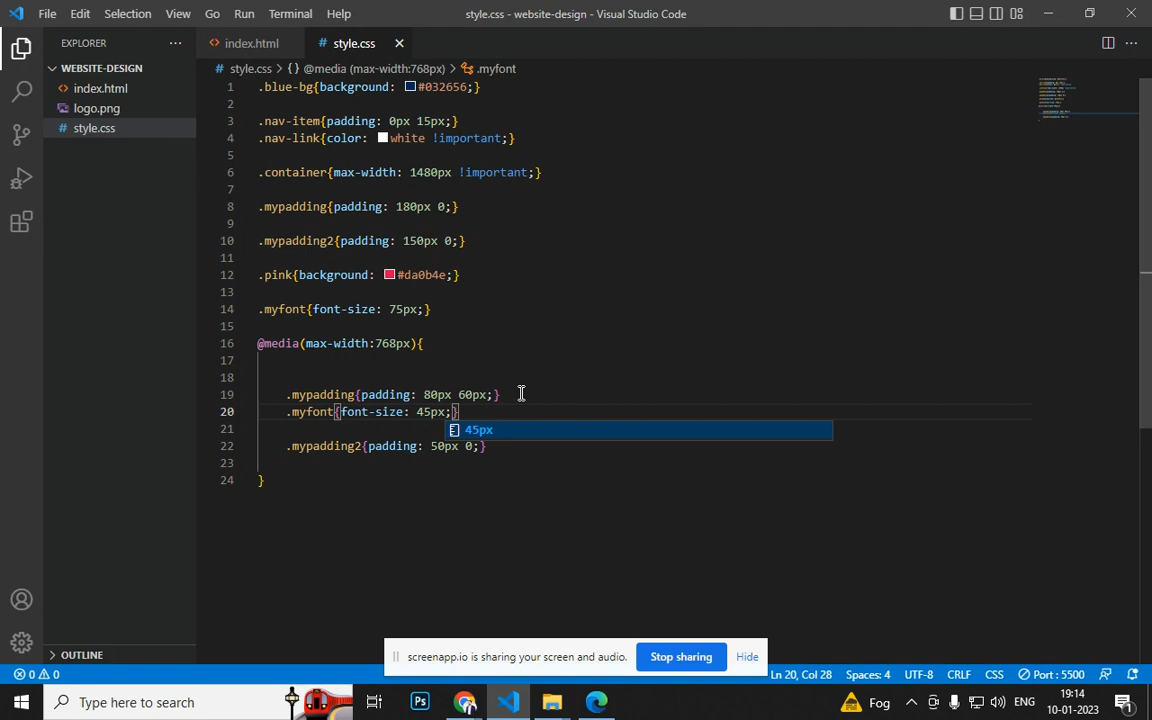 File Edit Selection View Go Run Terminal Help style.css - website-design - Visual Studio Code
EXPLORER ··· <> index.html # style.css ×
# style.css > {} @media (max-width:768px) > .myfont
WEBSITE-DESIGN
<> index.html
logo.png
# style.css
1 .blue-bg{background: #032656;}
2
3 .nav-item{padding: 0px 15px;}
4 .nav-link{color: white !important;}
5
6 .container{max-width: 1480px !important;}
7
8 .mypadding{padding: 180px 0;}
9
10 .mypadding2{padding: 150px 0;}
11
12 .pink{background: #da0b4e;}
13
14 .myfont{font-size: 75px;}
15
16 @media(max-width:768px){
17
18
19 .mypadding{padding: 80px 60px;}
20 .myfont{font-size: 45px;}
21 45px
22 .mypadding2{padding: 50px 0;}
23
24 }
OUTLINE
screenapp.io is sharing your screen and audio. Stop sharing Hide
0 0 Ln 20, Col 28 Spaces: 4 UTF-8 CRLF CSS Port : 5500
Type here to search Ps Fog ENG 19:14 10-01-2023 1